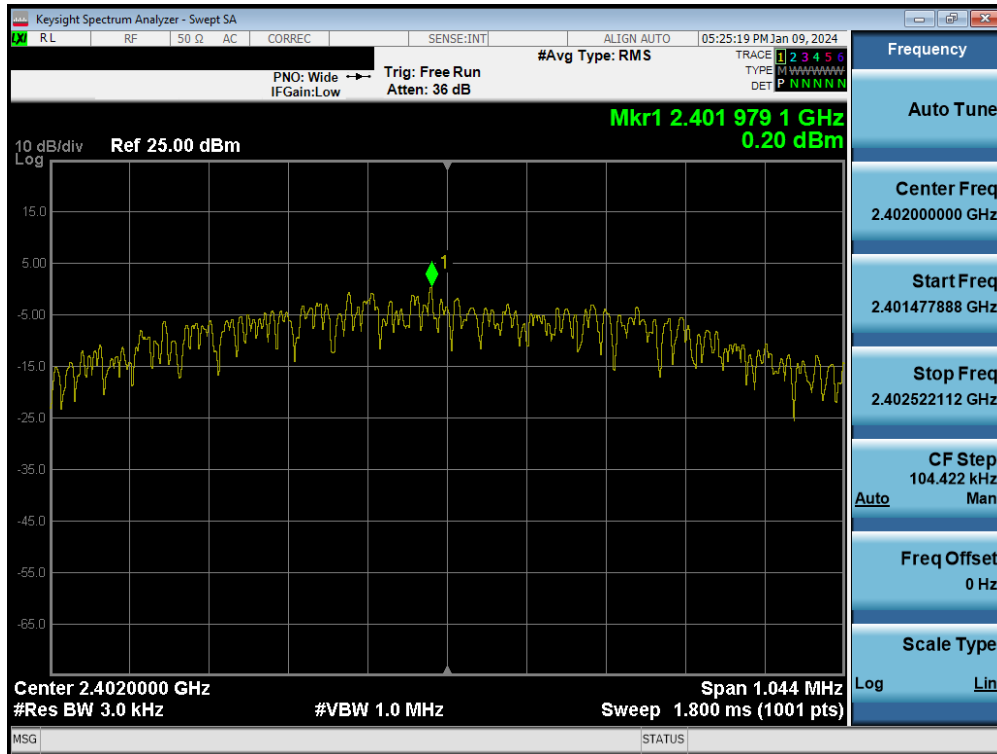 Keysight Spectrum Analyzer - Swept SA
LXI RL RF 50 Ω AC CORREC SENSE:INT ALIGN AUTO 05:25:19 PM Jan 09, 2024
#Avg Type: RMS
TRACE 1 2 3 4 5 6
TYPE M WWWWW
DET P N N N N N
PNO: Wide
IFGain:Low
Trig: Free Run
Atten: 36 dB
Mkr1 2.401 979 1 GHz
0.20 dBm
10 dB/div
Log
Ref 25.00 dBm
15.0
5.00
-5.00
-15.0
-25.0
-35.0
-45.0
-55.0
-65.0
1
Center 2.4020000 GHz
#Res BW 3.0 kHz
#VBW 1.0 MHz
Span 1.044 MHz
Sweep 1.800 ms (1001 pts)
MSG
STATUS
Frequency
Auto Tune
Center Freq
2.402000000 GHz
Start Freq
2.401477888 GHz
Stop Freq
2.402522112 GHz
CF Step
104.422 kHz
Auto Man
Freq Offset
0 Hz
Scale Type
Log Lin